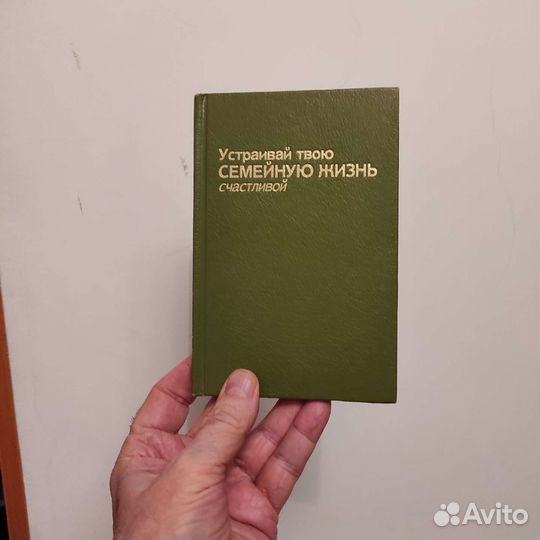 Устраивай твою
СЕМЕЙНУЮ ЖИЗНЬ
счастливой
Avito